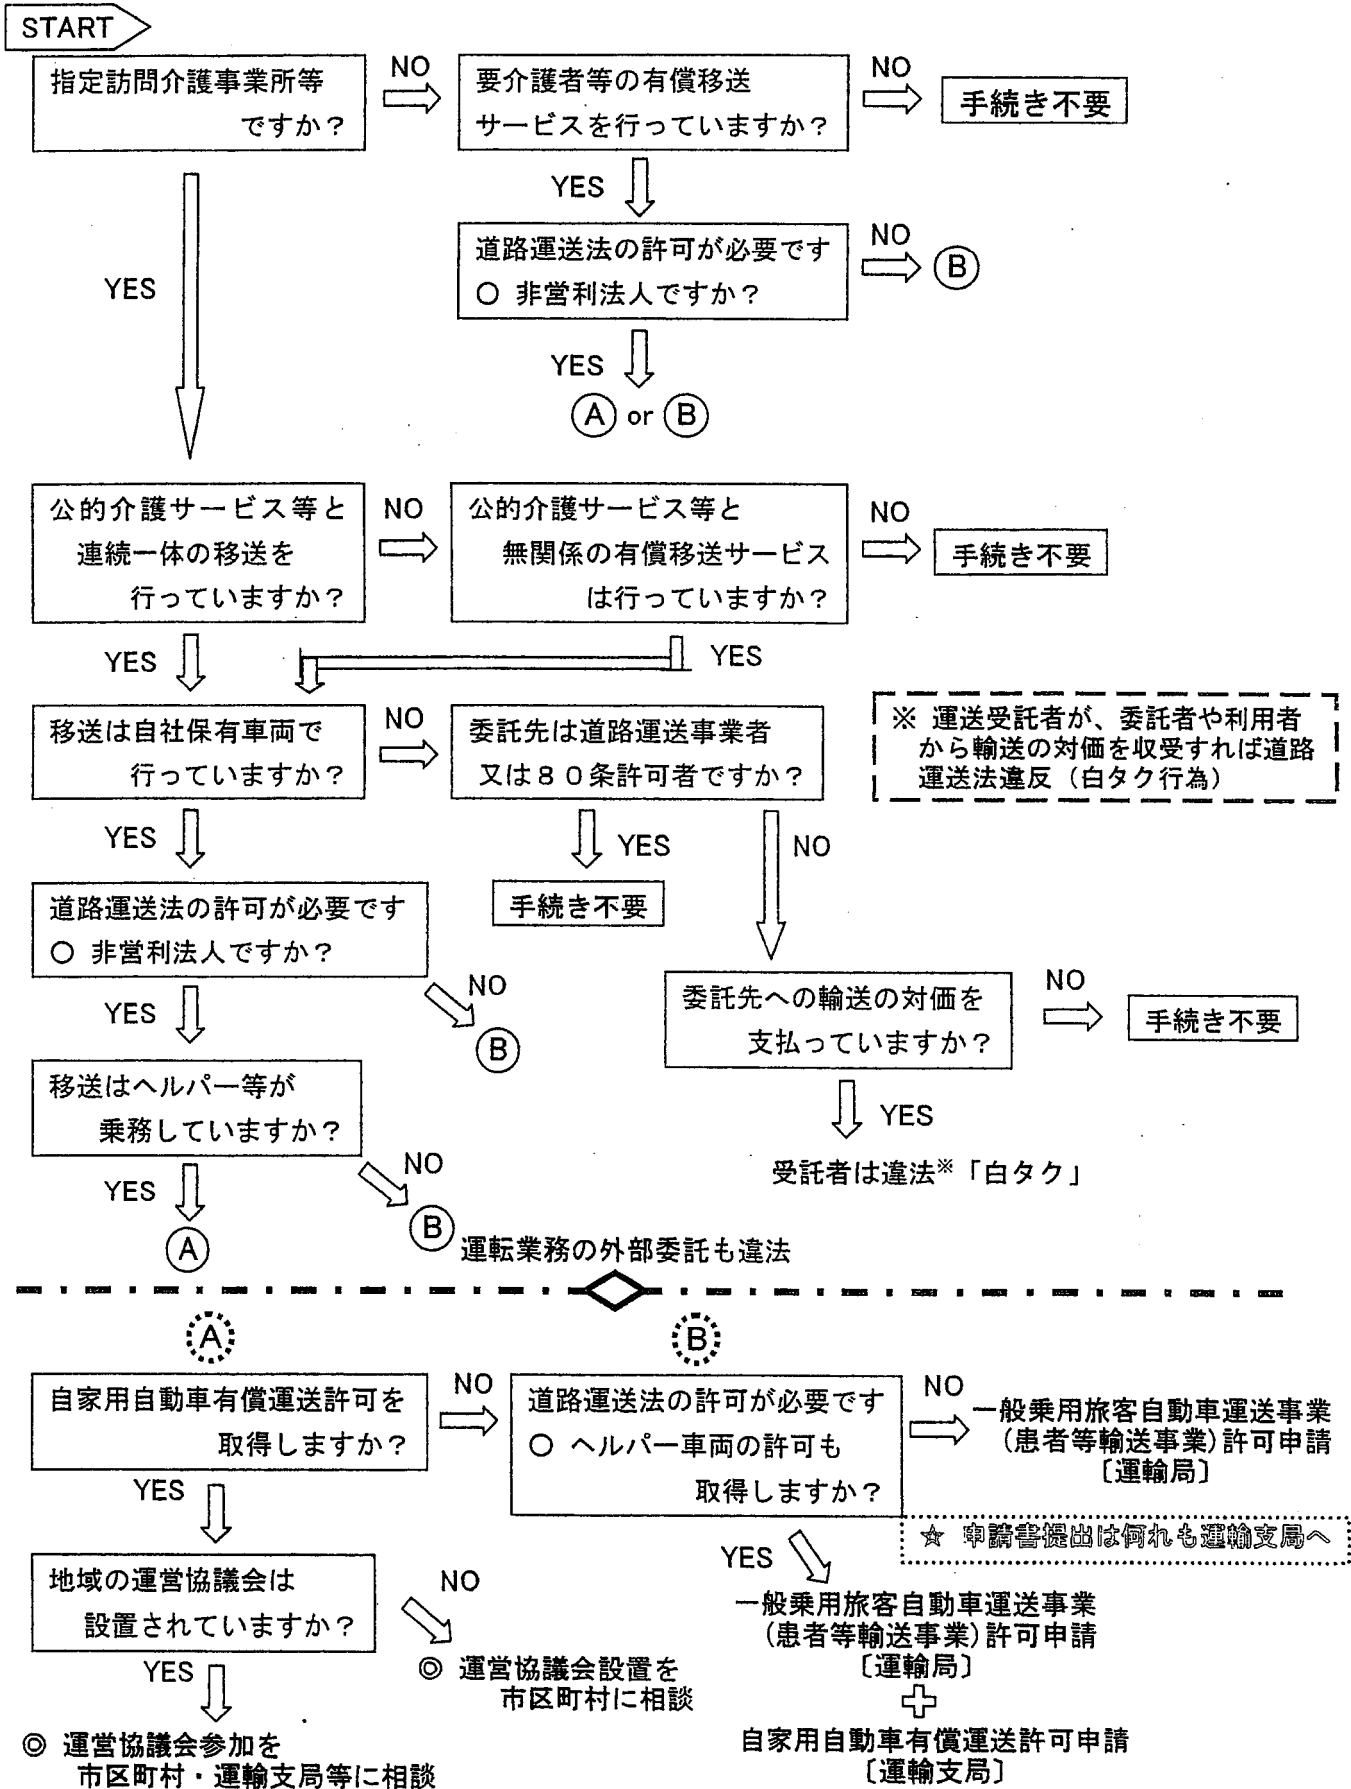 START
指定訪問介護事業所等
ですか？
NO
要介護者等の有償移送
サービスを行っていますか？
NO
手続き不要
YES
道路運送法の許可が必要です
○ 非営利法人ですか？
NO
B
YES
YES
A or B
公的介護サービス等と
連続一体の移送を
行っていますか？
NO
公的介護サービス等と
無関係の有償移送サービス
は行っていますか？
NO
手続き不要
YES
YES
移送は自社保有車両で
行っていますか？
NO
委託先は道路運送事業者
又は８０条許可者ですか？
※ 運送受託者が、委託者や利用者
から輸送の対価を収受すれば道路
運送法違反（白タク行為）
YES
YES
NO
手続き不要
道路運送法の許可が必要です
○ 非営利法人ですか？
NO
B
YES
委託先への輸送の対価を
支払っていますか？
NO
手続き不要
YES
受託者は違法※「白タク」
移送はヘルパー等が
乗務していますか？
NO
B 運転業務の外部委託も違法
YES
A
A
B
自家用自動車有償運送許可を
取得しますか？
NO
道路運送法の許可が必要です
○ ヘルパー車両の許可も
取得しますか？
NO
一般乗用旅客自動車運送事業
（患者等輸送事業）許可申請
〔運輸局〕
☆ 申請書提出は何れも運輸支局へ
YES
YES
一般乗用旅客自動車運送事業
（患者等輸送事業）許可申請
〔運輸局〕
＋
自家用自動車有償運送許可申請
〔運輸支局〕
地域の運営協議会は
設置されていますか？
NO
◎ 運営協議会設置を
市区町村に相談
YES
◎ 運営協議会参加を
市区町村・運輸支局等に相談